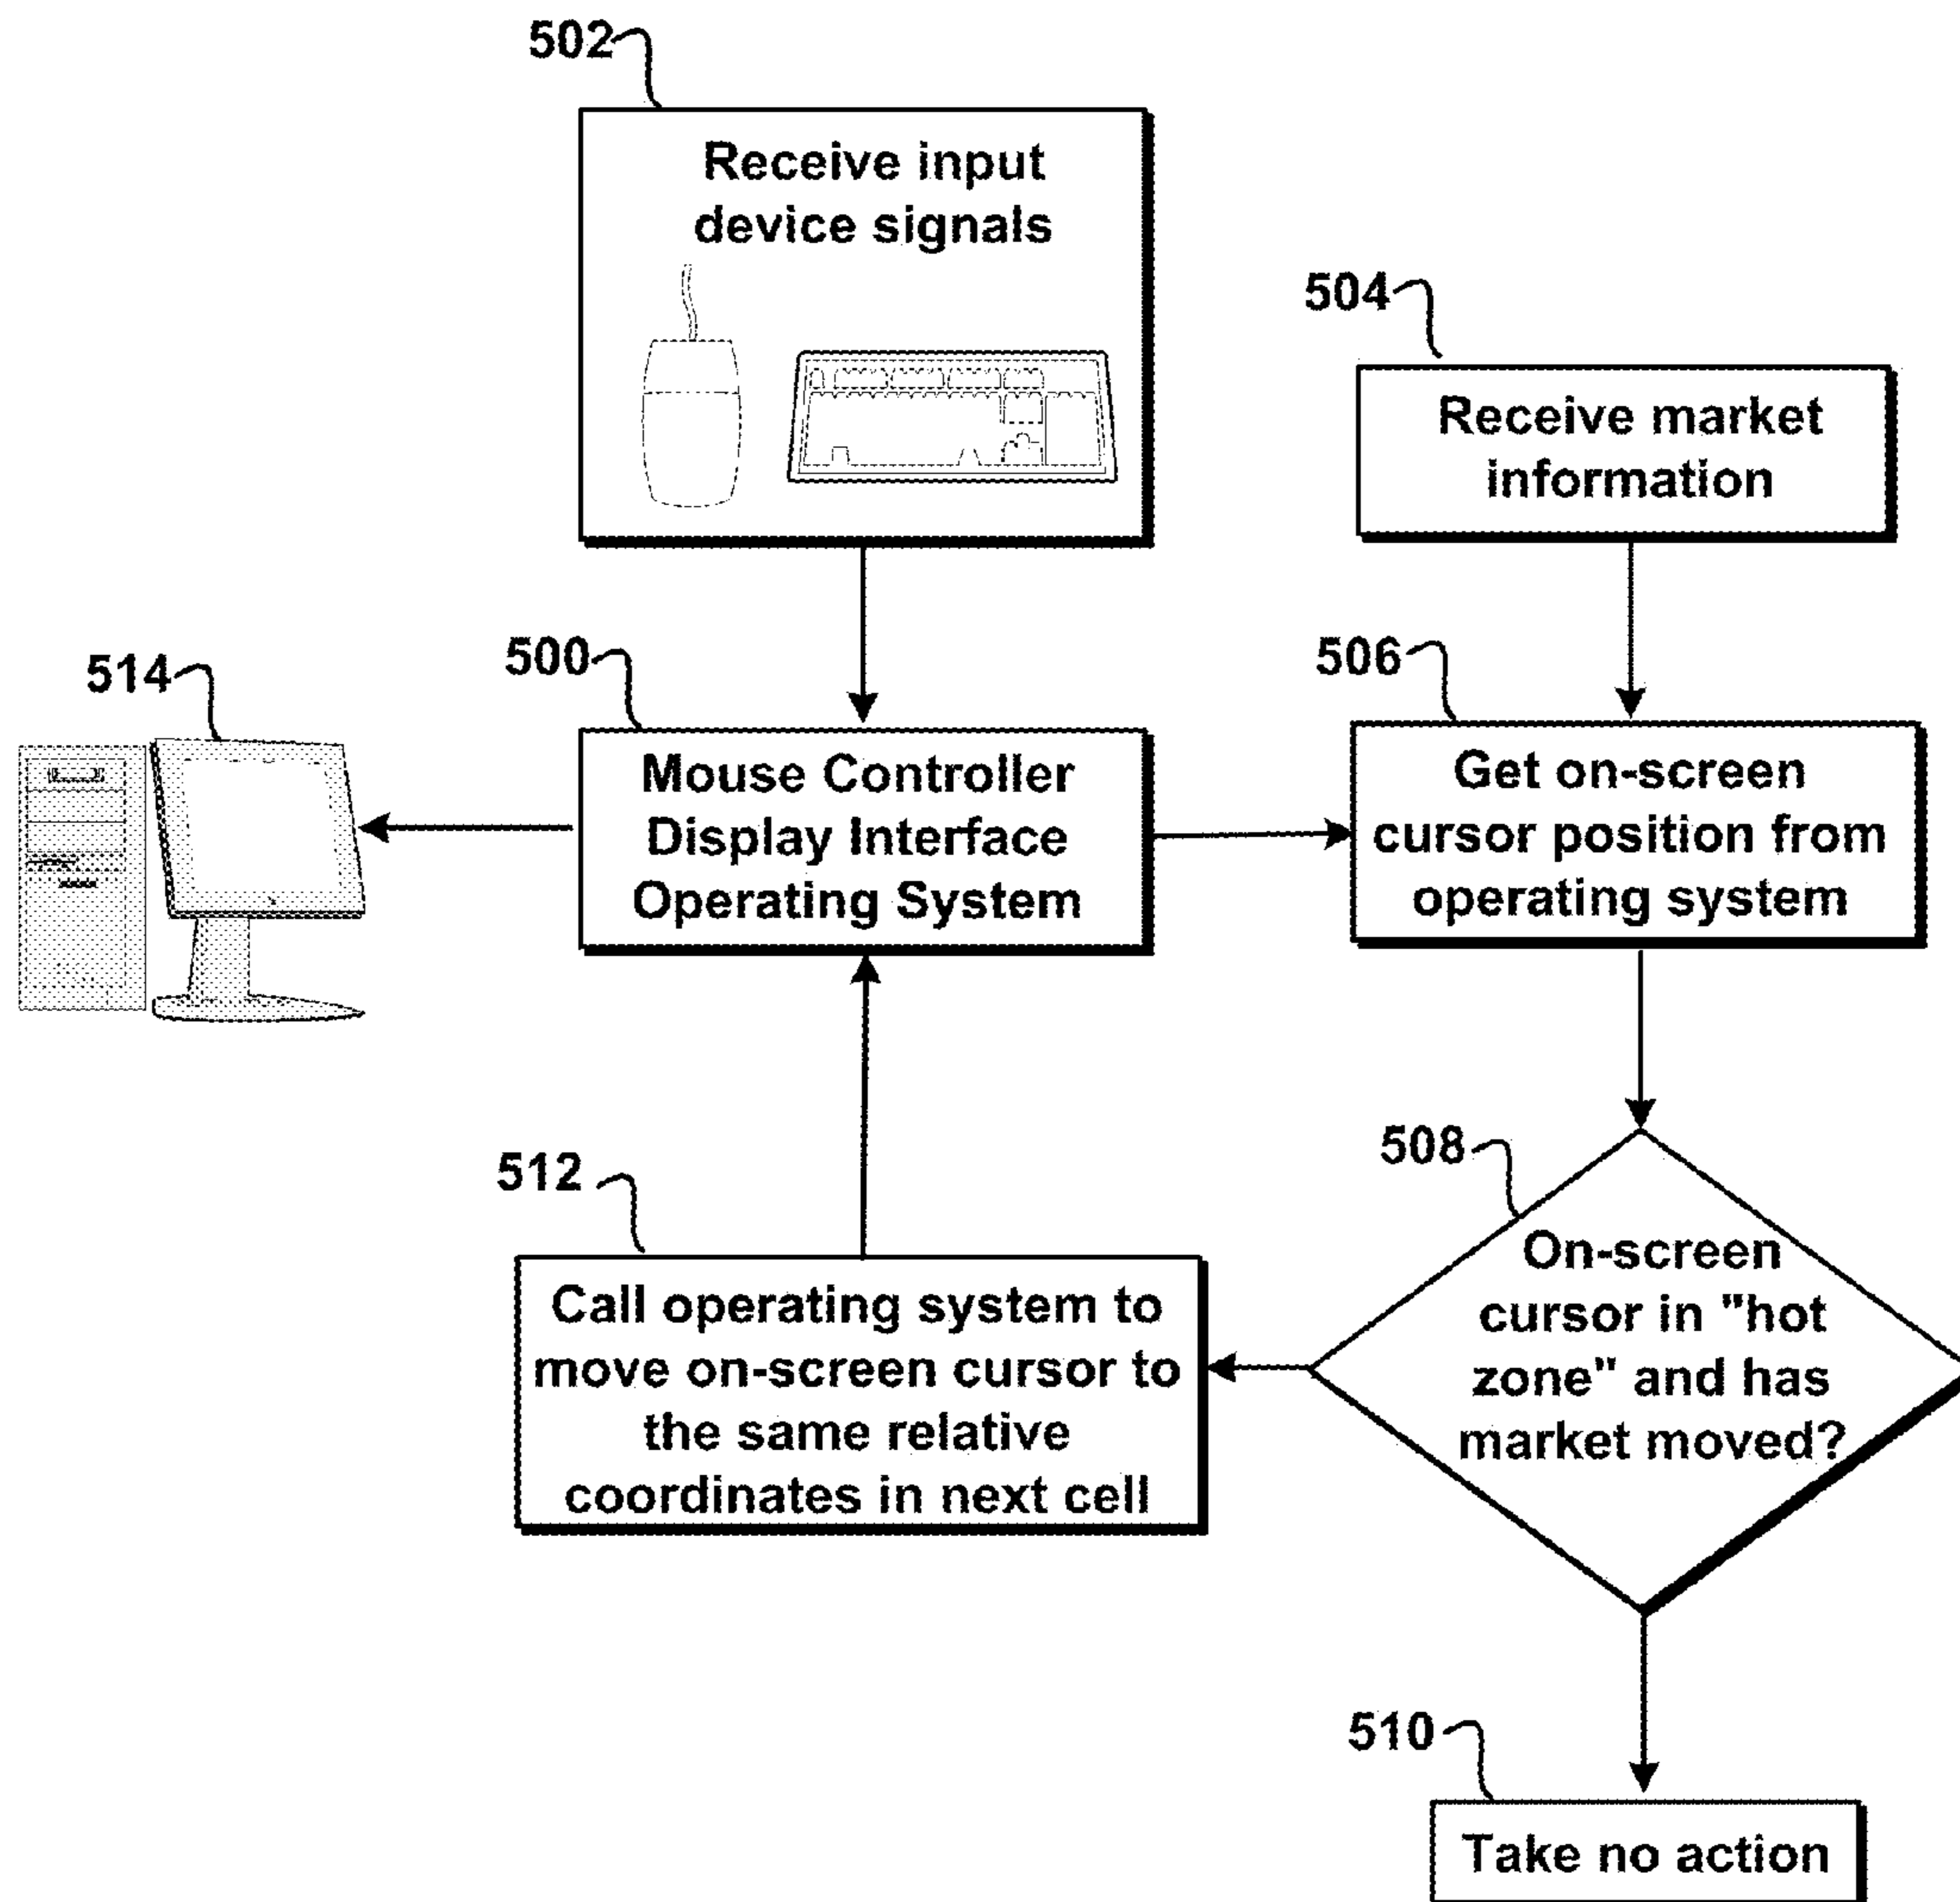 502
Receive input
device signals
504
Receive market
information
514
500
Mouse Controller
Display Interface
Operating System
506
Get on-screen
cursor position from
operating system
508
On-screen
cursor in "hot
zone" and has
market moved?
512
Call operating system to
move on-screen cursor to
the same relative
coordinates in next cell
510
Take no action